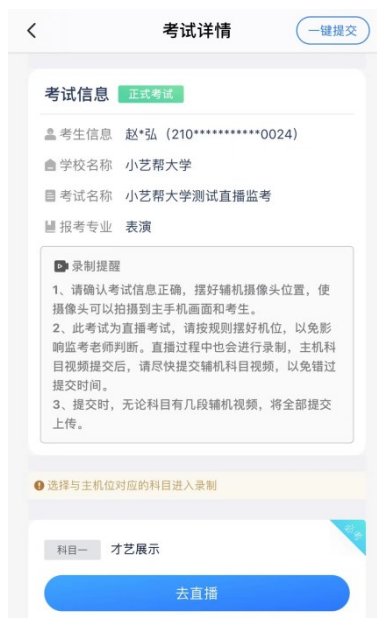 考试详情
一键提交
考试信息 正式考试
考生信息 赵*弘（210***********0024）
学校名称 小艺帮大学
考试名称 小艺帮大学测试直播监考
报考专业 表演
录制提醒
1、请确认考试信息正确，摆好辅机摄像头位置，使
摄像头可以拍摄到主手机画面和考生。
2、此考试为直播考试，请按规则摆好机位，以免影
响监考老师判断。直播过程中也会进行录制，主机科
目视频提交后，请尽快提交辅机科目视频，以免错过
提交时间。
3、提交时，无论科目有几段辅机视频，将全部提交
上传。
选择与主机位对应的科目进入录制
科目一 才艺展示
去直播